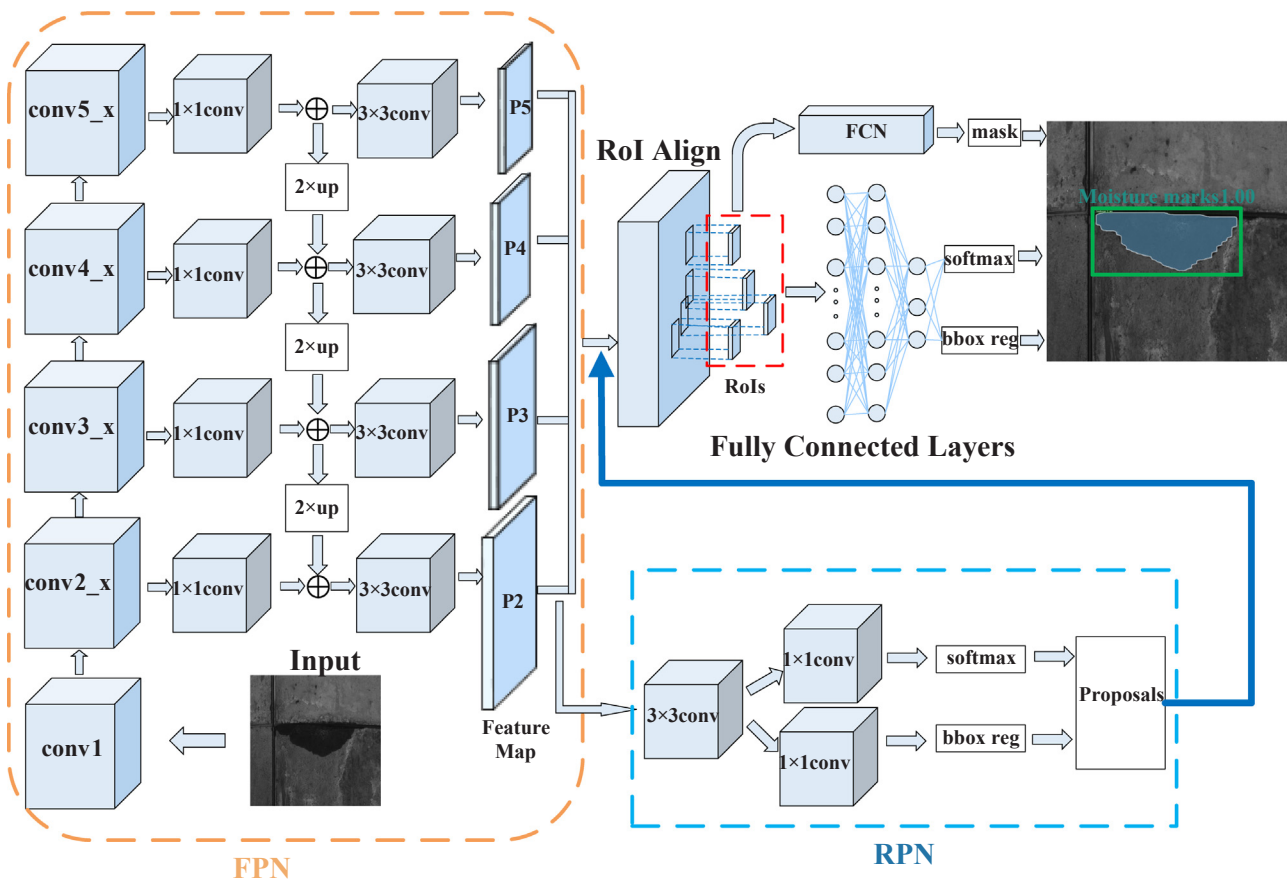 conv5_x
1×1conv
3×3conv
P5
2×up
conv4_x
1×1conv
3×3conv
P4
2×up
conv3_x
1×1conv
3×3conv
P3
2×up
conv2_x
1×1conv
3×3conv
P2
conv1
Input
Feature
Map
FPN
RoI Align
RoIs
FCN
mask
Moisture marks1.00
softmax
bbox reg
Fully Connected Layers
3×3conv
1×1conv
softmax
1×1conv
bbox reg
Proposals
RPN